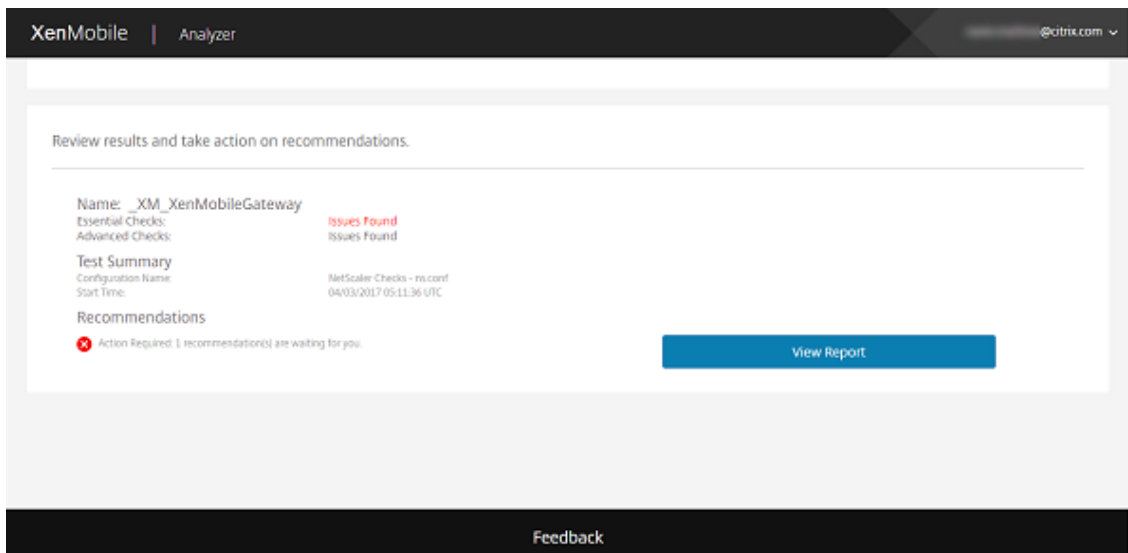 XenMobile | Analyzer
@citrix.com
Review results and take action on recommendations.
Name: _XM_XenMobileGateway
Essential Checks: Issues Found
Advanced Checks: Issues Found
Test Summary
Configuration Name: NetScaler Checks - ns.conf
Start Time: 04/03/2017 05:11:36 UTC
Recommendations
Action Required: 1 recommendation(s) are waiting for you.
View Report
Feedback